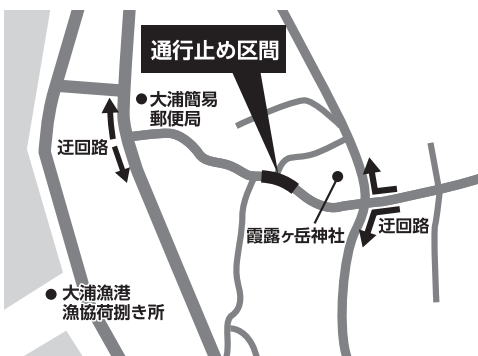 通行止め区間
大浦簡易
郵便局
迂回路
霞露ヶ岳神社
迂回路
大浦漁港
漁協荷捌き所